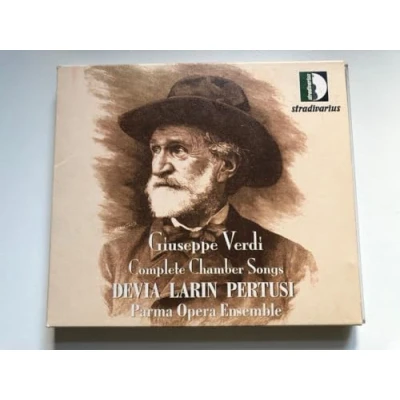 stradivarius
Giuseppe Verdi
Complete Chamber Songs
DEVIA LARIN PERTUSI
Parma Opera Ensemble